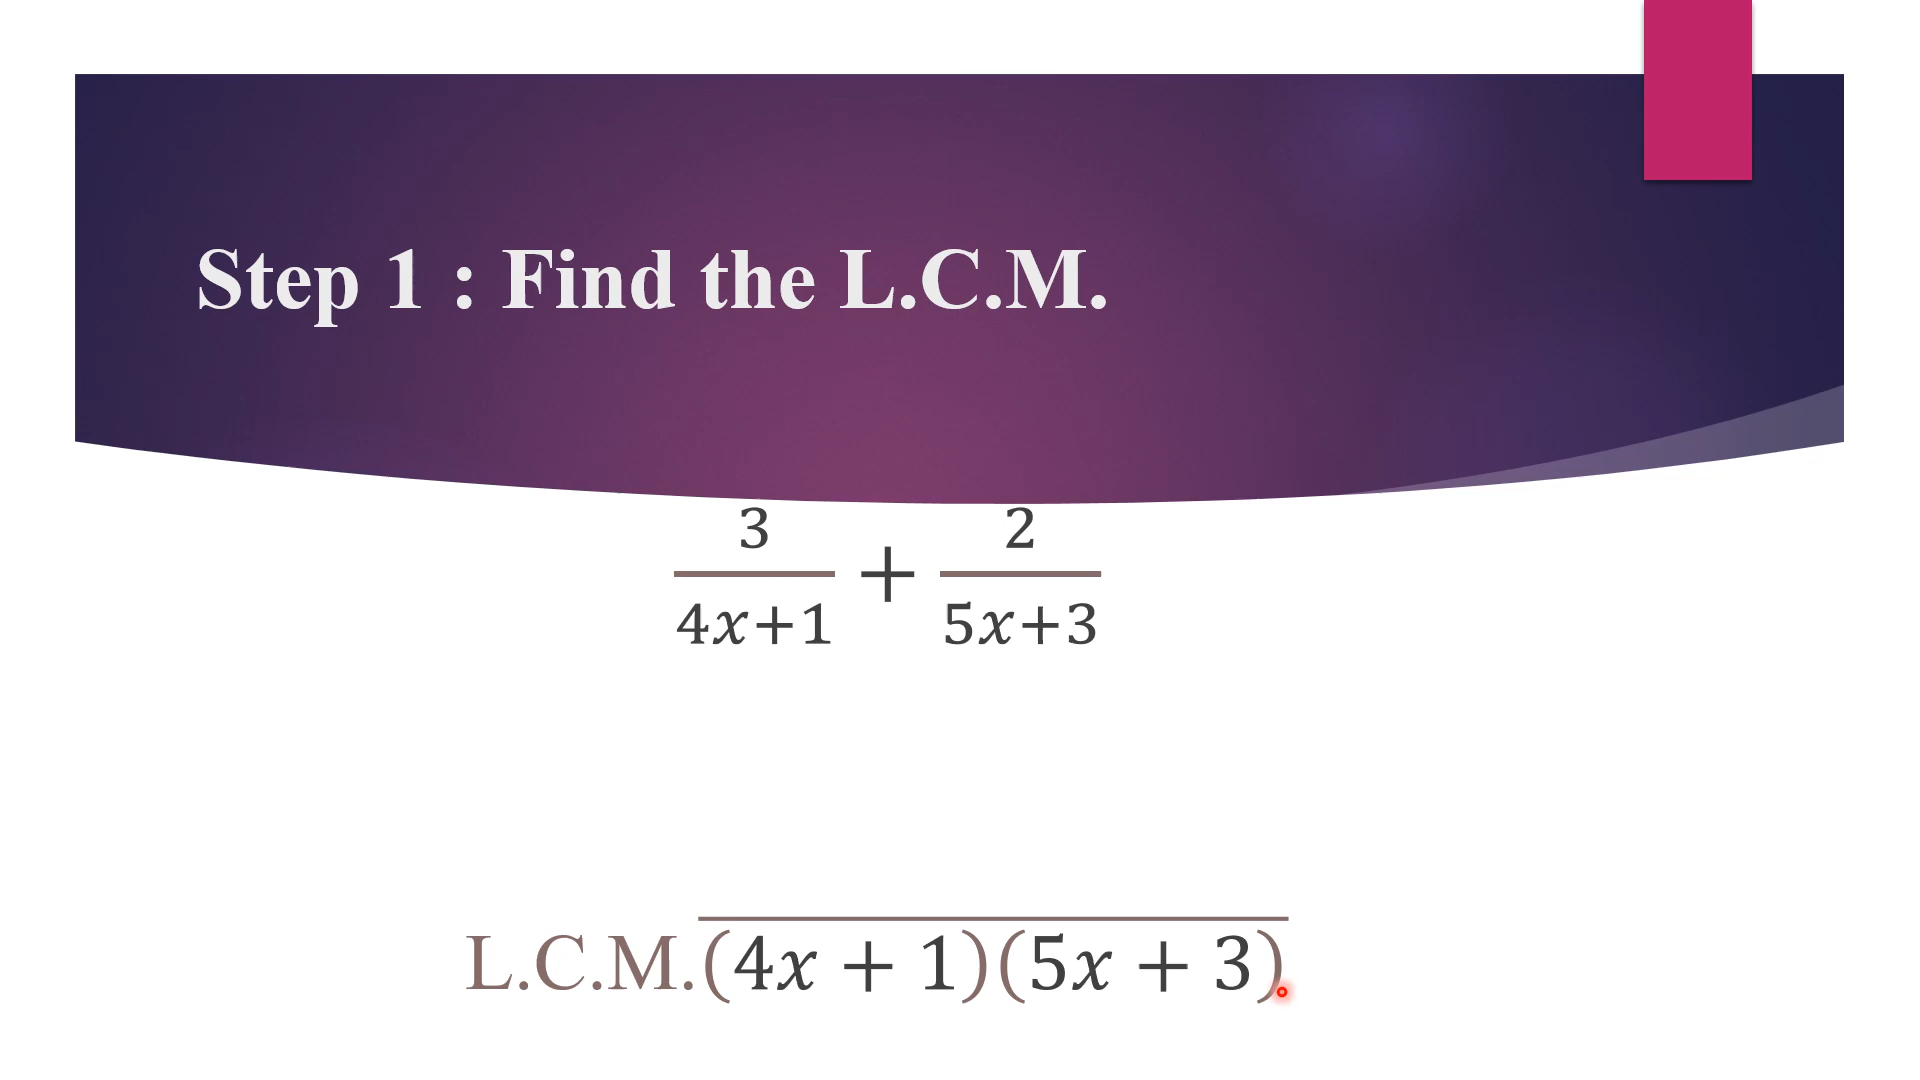 Step 1 : Find the L.C.M.
3/(4x+1) + 2/(5x+3)
L.C.M.(4x + 1)(5x + 3)